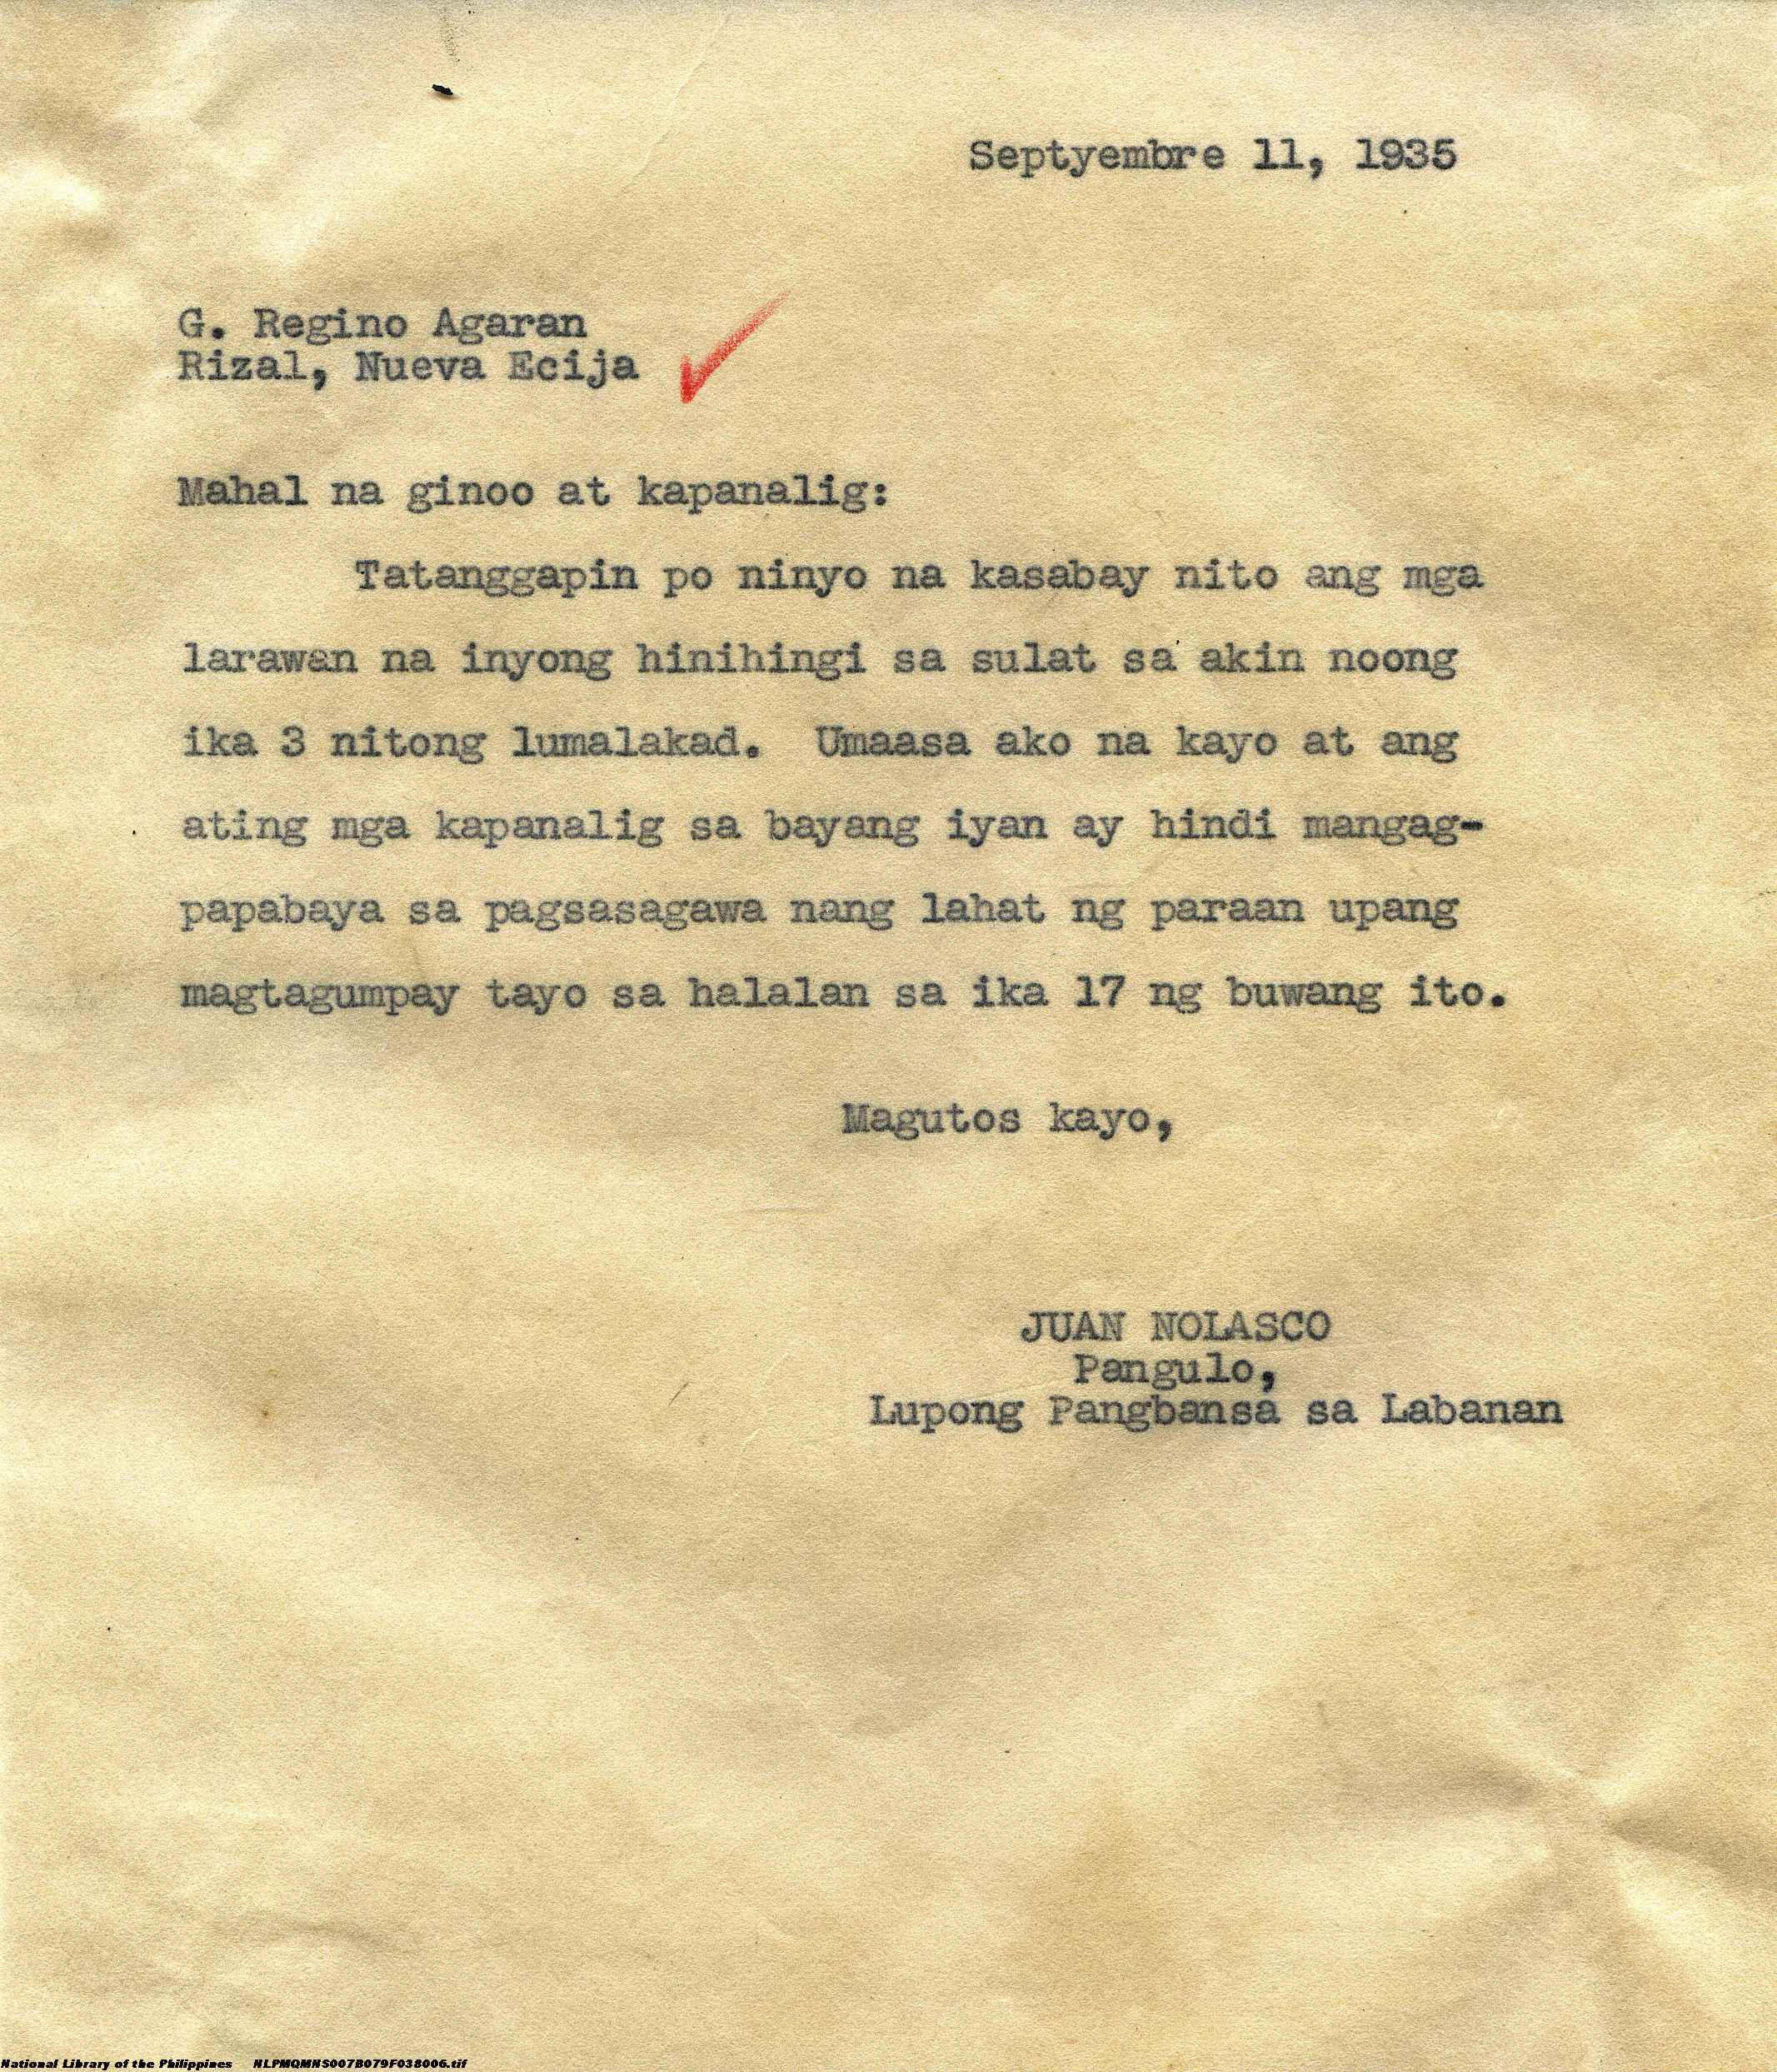 Septyembre 11, 1935
G. Regino Agaran
Rizal, Nueva Ecija
Mahal na ginoo at kapanalig:
Tatanggapin po ninyo na kasabay nito ang mga
larawan na inyong hinihingi sa sulat sa akin noong
ika 3 nitong lumalakad. Umaasa ako na kayo at ang
ating mga kapanalig sa bayang iyan ay hindi mangag-
papabaya sa pagsasagawa nang lahat ng paraan upang
magtagumpay tayo sa halalan sa ika 17 ng buwang ito.
Magutos kayo,
JUAN NOLASCO
Pangulo,
Lupong Pangbansa sa Labanan
National Library of the Philippines NLPMQMNS007B079F038006.tif